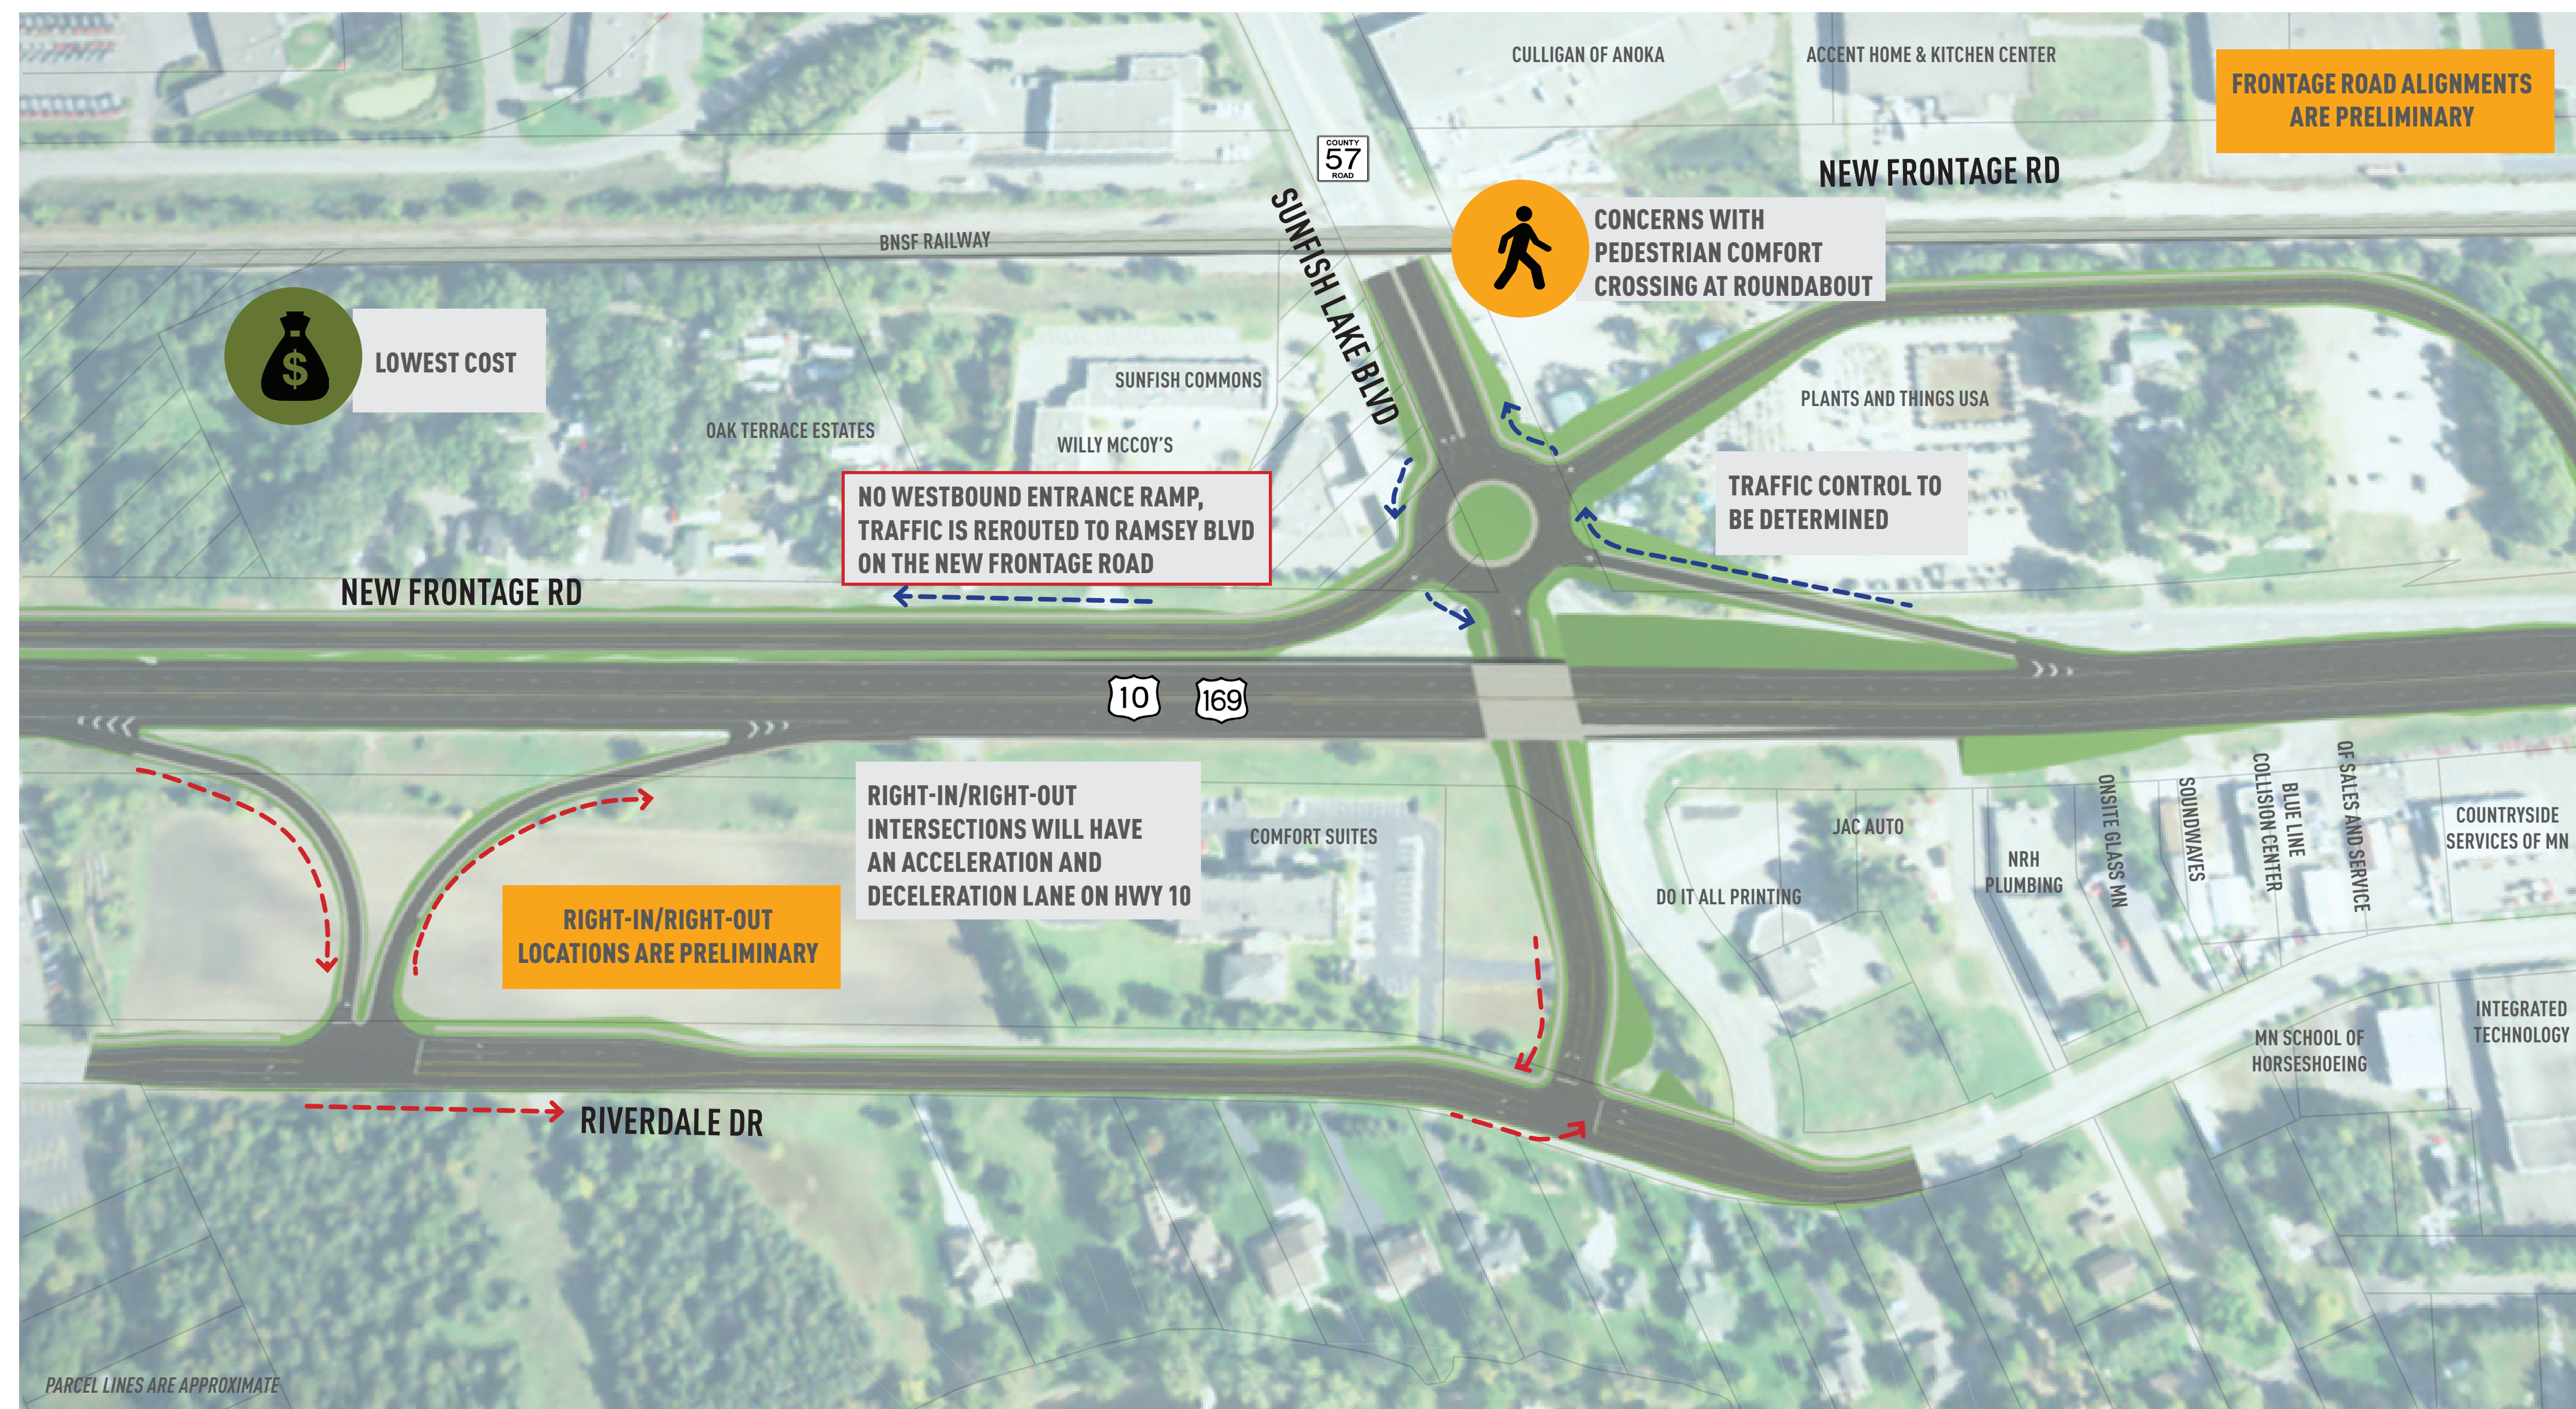 CULLIGAN OF ANOKA
ACCENT HOME & KITCHEN CENTER
FRONTAGE ROAD ALIGNMENTS
ARE PRELIMINARY
COUNTY
57
ROAD
NEW FRONTAGE RD
SUNFISH LAKE BLVD
CONCERNS WITH
PEDESTRIAN COMFORT
CROSSING AT ROUNDABOUT
BNSF RAILWAY
$
LOWEST COST
SUNFISH COMMONS
PLANTS AND THINGS USA
OAK TERRACE ESTATES
WILLY MCCOY'S
NO WESTBOUND ENTRANCE RAMP,
TRAFFIC IS REROUTED TO RAMSEY BLVD
ON THE NEW FRONTAGE ROAD
TRAFFIC CONTROL TO
BE DETERMINED
NEW FRONTAGE RD
10
169
RIGHT-IN/RIGHT-OUT
INTERSECTIONS WILL HAVE
AN ACCELERATION AND
DECELERATION LANE ON HWY 10
COMFORT SUITES
RIGHT-IN/RIGHT-OUT
LOCATIONS ARE PRELIMINARY
DO IT ALL PRINTING
JAC AUTO
NRH
PLUMBING
ONSITE GLASS MN
SOUNDWAVES
BLUE LINE
COLLISION CENTER
QF SALES AND SERVICE
COUNTRYSIDE
SERVICES OF MN
INTEGRATED
TECHNOLOGY
MN SCHOOL OF
HORSESHOEING
RIVERDALE DR
PARCEL LINES ARE APPROXIMATE